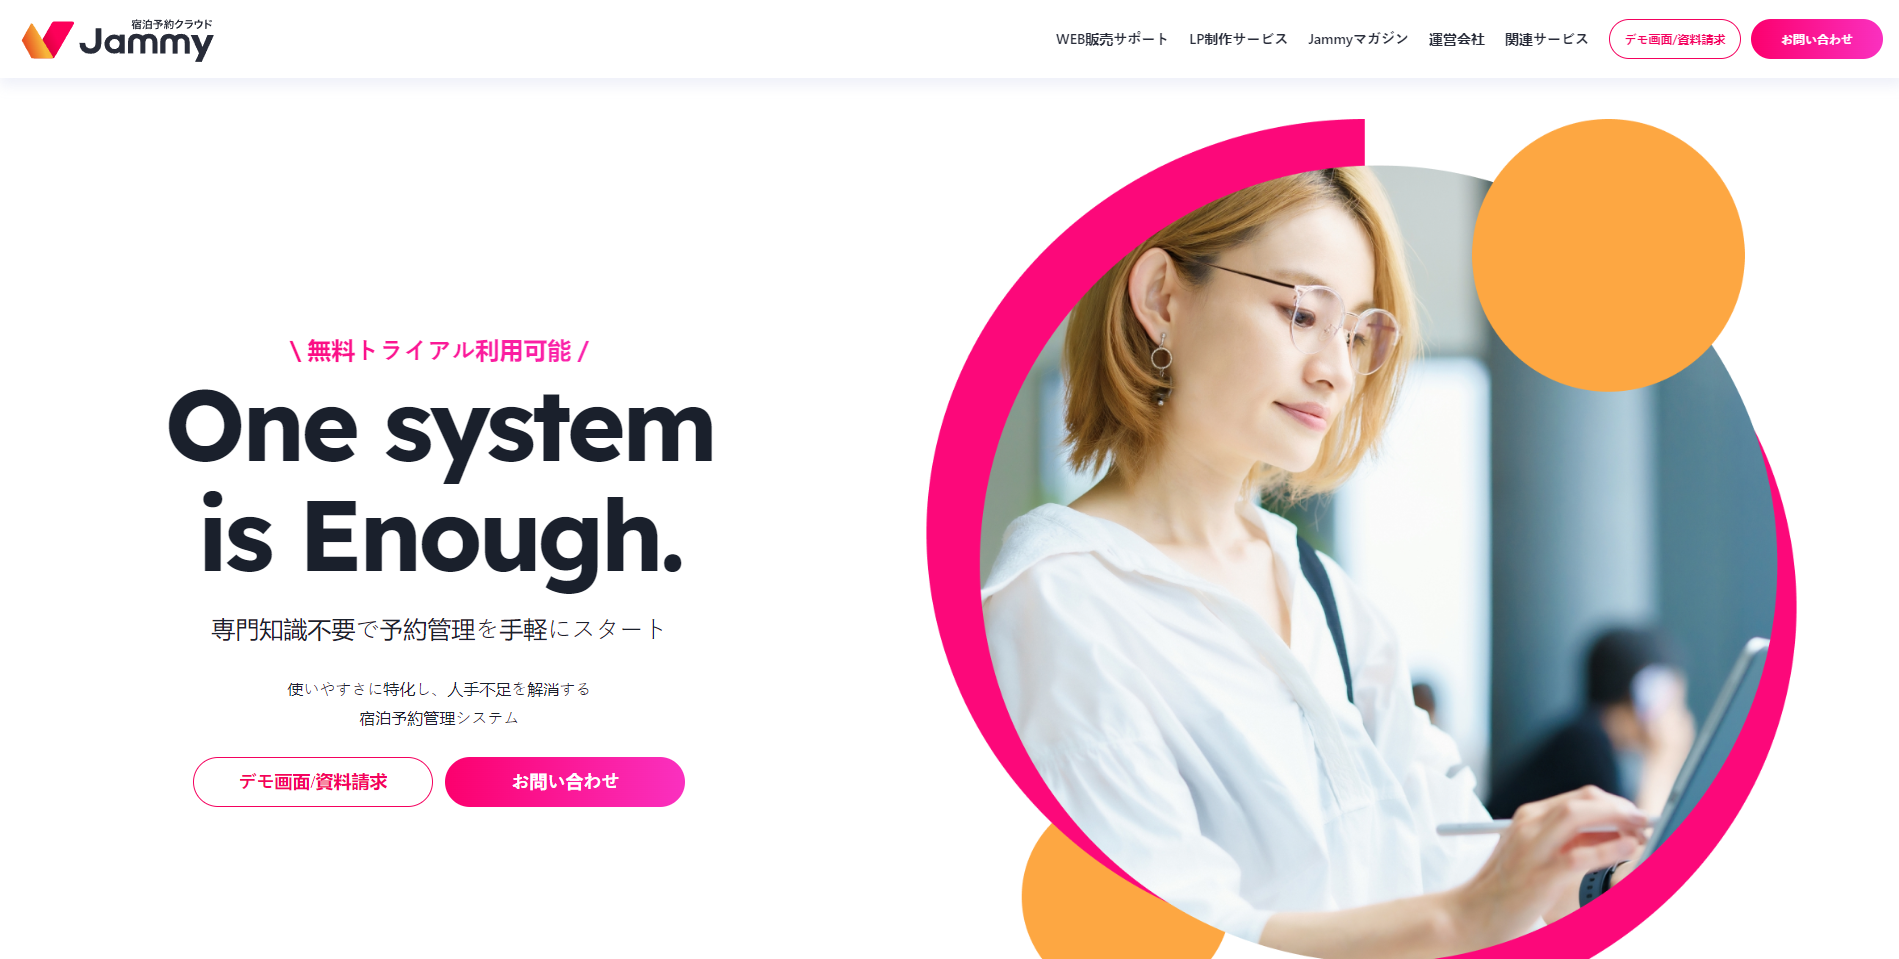 宿泊予約クラウド
Jammy
WEB販売サポート
LP制作サービス
Jammyマガジン
運営会社
関連サービス
デモ画面/資料請求
お問い合わせ
\ 無料トライアル利用可能 /
One system
is Enough.
専門知識不要で予約管理を手軽にスタート
使いやすさに特化し、人手不足を解消する
宿泊予約管理システム
デモ画面/資料請求
お問い合わせ